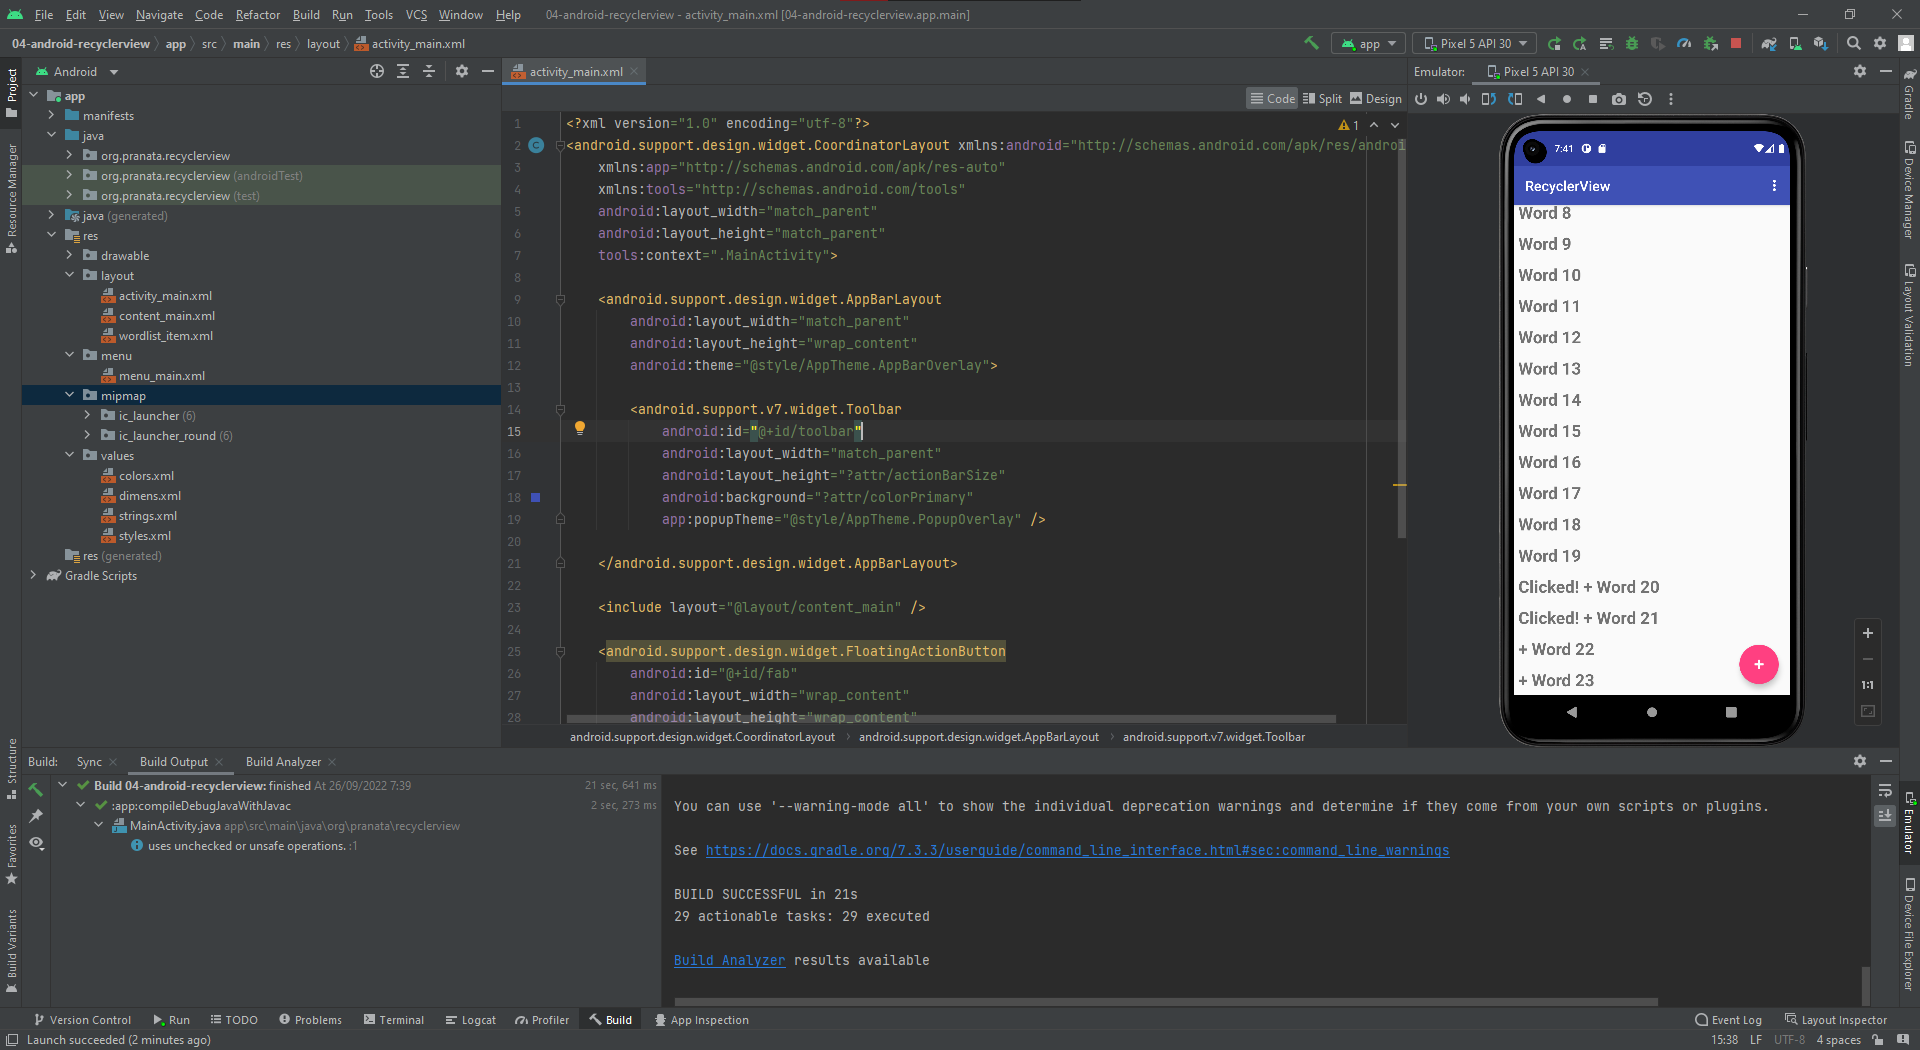 File Edit View Navigate Code Refactor Build Run Tools VCS Window Help 04-android-recyclerview - activity_main.xml [04-android-recyclerview.app.main]
04-android-recyclerview app src main res layout activity_main.xml app Pixel 5 API 30
Project
Resource Manager
Structure
Favorites
Build Variants
Android
app
manifests
java
org.pranata.recyclerview
org.pranata.recyclerview (androidTest)
org.pranata.recyclerview (test)
java (generated)
res
drawable
layout
activity_main.xml
content_main.xml
wordlist_item.xml
menu
menu_main.xml
mipmap
ic_launcher (6)
ic_launcher_round (6)
values
colors.xml
dimens.xml
strings.xml
styles.xml
res (generated)
Gradle Scripts
activity_main.xml
Code Split Design
1
1 <?xml version="1.0" encoding="utf-8"?>
2 <android.support.design.widget.CoordinatorLayout xmlns:android="http://schemas.android.com/apk/res/androi
3 xmlns:app="http://schemas.android.com/apk/res-auto"
4 xmlns:tools="http://schemas.android.com/tools"
5 android:layout_width="match_parent"
6 android:layout_height="match_parent"
7 tools:context=".MainActivity">
8
9 <android.support.design.widget.AppBarLayout
10 android:layout_width="match_parent"
11 android:layout_height="wrap_content"
12 android:theme="@style/AppTheme.AppBarOverlay">
13
14 <android.support.v7.widget.Toolbar
15 android:id="@+id/toolbar"
16 android:layout_width="match_parent"
17 android:layout_height="?attr/actionBarSize"
18 android:background="?attr/colorPrimary"
19 app:popupTheme="@style/AppTheme.PopupOverlay" />
20
21 </android.support.design.widget.AppBarLayout>
22
23 <include layout="@layout/content_main" />
24
25 <android.support.design.widget.FloatingActionButton
26 android:id="@+id/fab"
27 android:layout_width="wrap_content"
28 android:layout_height="wrap_content"
android.support.design.widget.CoordinatorLayout android.support.design.widget.AppBarLayout android.support.v7.widget.Toolbar
Emulator: Pixel 5 API 30
7:41
RecyclerView
Word 8
Word 9
Word 10
Word 11
Word 12
Word 13
Word 14
Word 15
Word 16
Word 17
Word 18
Word 19
Clicked! + Word 20
Clicked! + Word 21
+ Word 22
+ Word 23
+
1:1
Gradle
Device Manager
Layout Validation
Emulator
Device File Explorer
Build: Sync Build Output Build Analyzer
Build 04-android-recyclerview: finished At 26/09/2022 7:39 21 sec, 641 ms
:app:compileDebugJavaWithJavac 2 sec, 273 ms
MainActivity.java app\src\main\java\org\pranata\recyclerview
uses unchecked or unsafe operations. :1
You can use '--warning-mode all' to show the individual deprecation warnings and determine if they come from your own scripts or plugins.
See https://docs.gradle.org/7.3.3/userguide/command_line_interface.html#sec:command_line_warnings
BUILD SUCCESSFUL in 21s
29 actionable tasks: 29 executed
Build Analyzer results available
Version Control Run TODO Problems Terminal Logcat Profiler Build App Inspection Event Log Layout Inspector
Launch succeeded (2 minutes ago) 15:38 LF UTF-8 4 spaces